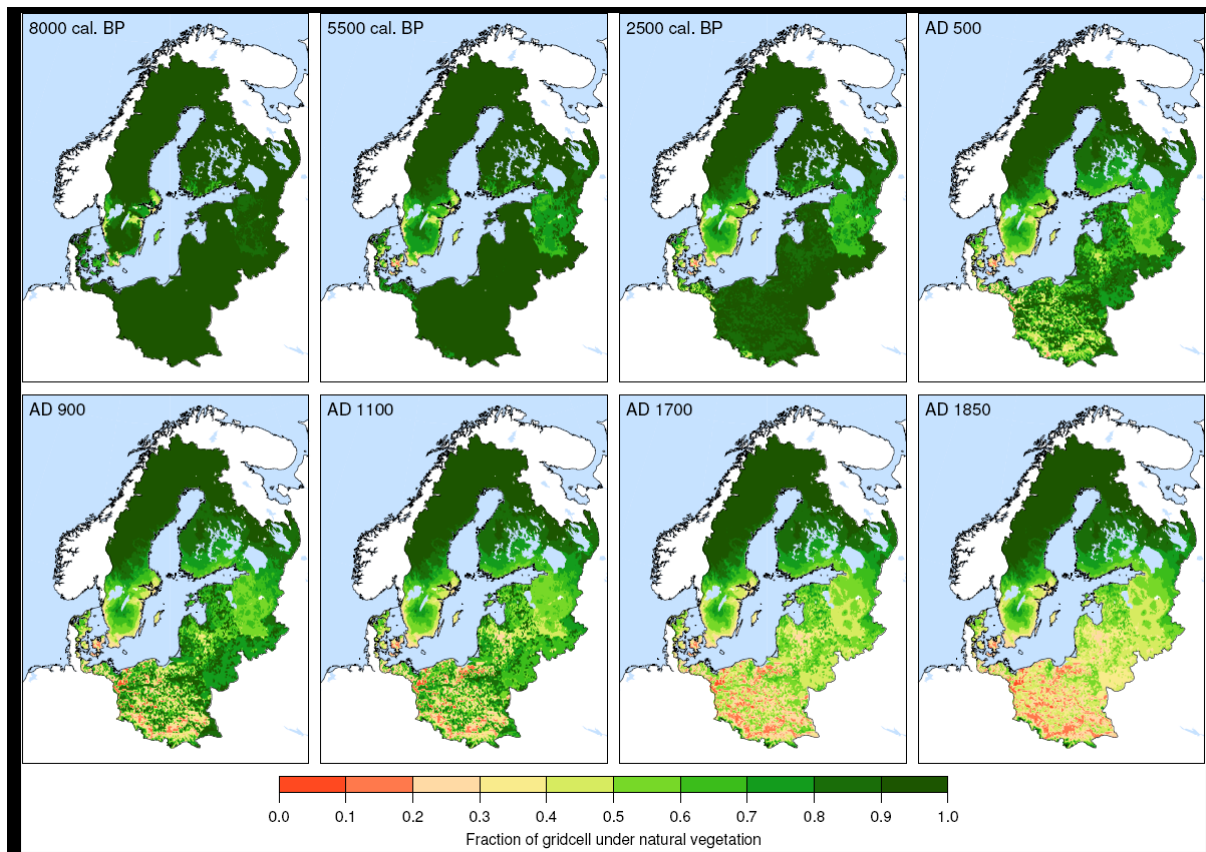 8000 cal. BP
5500 cal. BP
2500 cal. BP
AD 500
AD 900
AD 1100
AD 1700
AD 1850
0.0 0.1 0.2 0.3 0.4 0.5 0.6 0.7 0.8 0.9 1.0
Fraction of gridcell under natural vegetation